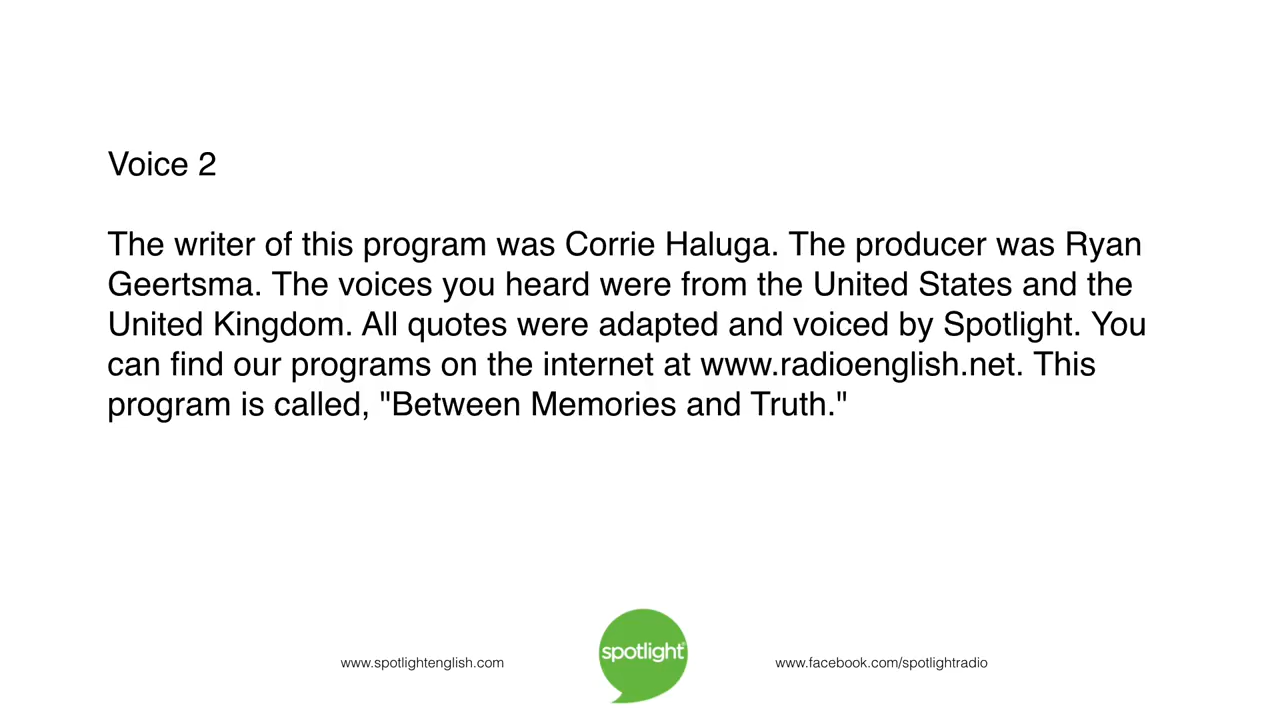 Voice 2
The writer of this program was Corrie Haluga. The producer was Ryan
Geertsma. The voices you heard were from the United States and the
United Kingdom. All quotes were adapted and voiced by Spotlight. You
can find our programs on the internet at www.radioenglish.net. This
program is called, "Between Memories and Truth."
www.spotlightenglish.com
spotlight®
www.facebook.com/spotlightradio